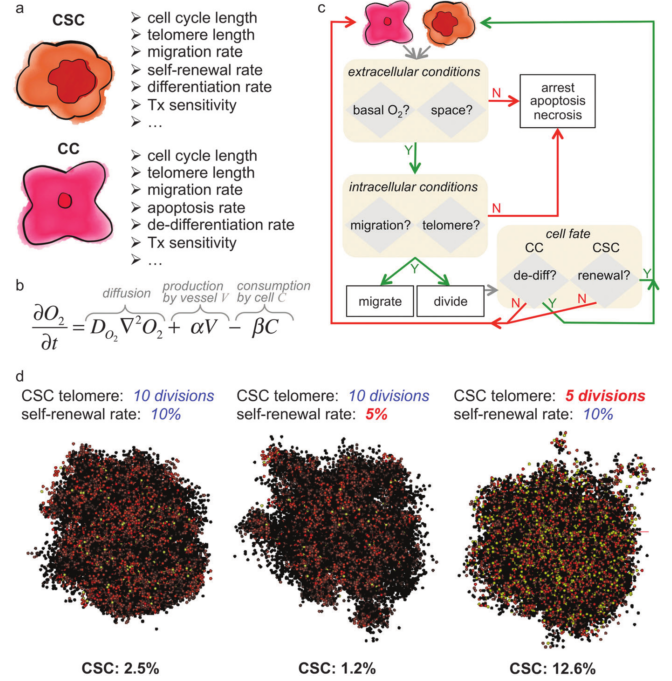 a
CSC
➢ cell cycle length
➢ telomere length
➢ migration rate
➢ self-renewal rate
➢ differentiation rate
➢ Tx sensitivity
➢ …
CC
➢ cell cycle length
➢ telomere length
➢ migration rate
➢ apoptosis rate
➢ de-differentiation rate
➢ Tx sensitivity
➢ …
b
diffusion
production by vessel V
consumption by cell C
∂O₂/∂t = D_O₂ ∇²O₂ + αV − βC
c
extracellular conditions
basal O₂?
space?
N
arrest
apoptosis
necrosis
Y
intracellular conditions
migration?
telomere?
N
Y
migrate
divide
cell fate
CC
CSC
de-diff?
renewal?
Y
N
Y
N
d
CSC telomere: 10 divisions
self-renewal rate: 10%
CSC telomere: 10 divisions
self-renewal rate: 5%
CSC telomere: 5 divisions
self-renewal rate: 10%
CSC: 2.5%
CSC: 1.2%
CSC: 12.6%